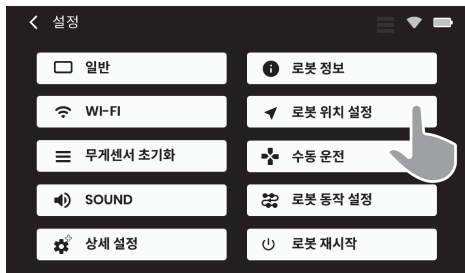 설정
일반
로봇 정보
WI-FI
로봇 위치 설정
무게센서 초기화
수동 운전
SOUND
로봇 동작 설정
상세 설정
로봇 재시작